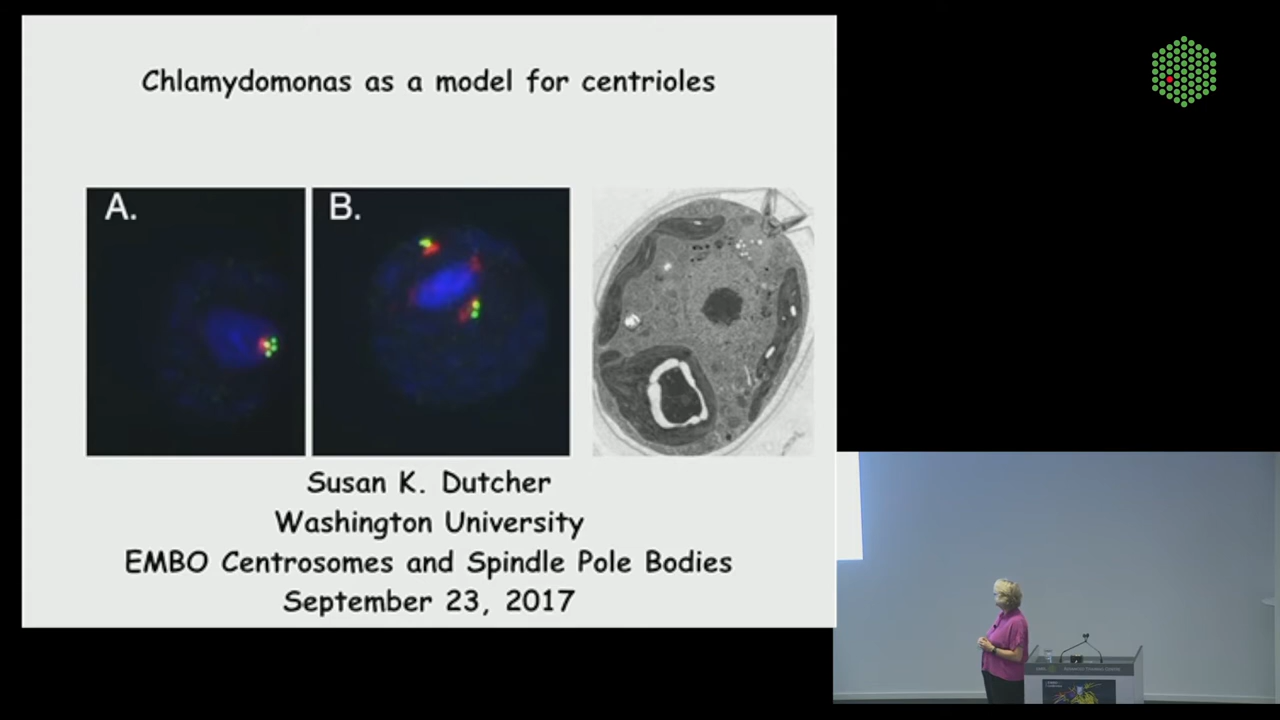 Chlamydomonas as a model for centrioles
A.
B.
Susan K. Dutcher
Washington University
EMBO Centrosomes and Spindle Pole Bodies
September 23, 2017